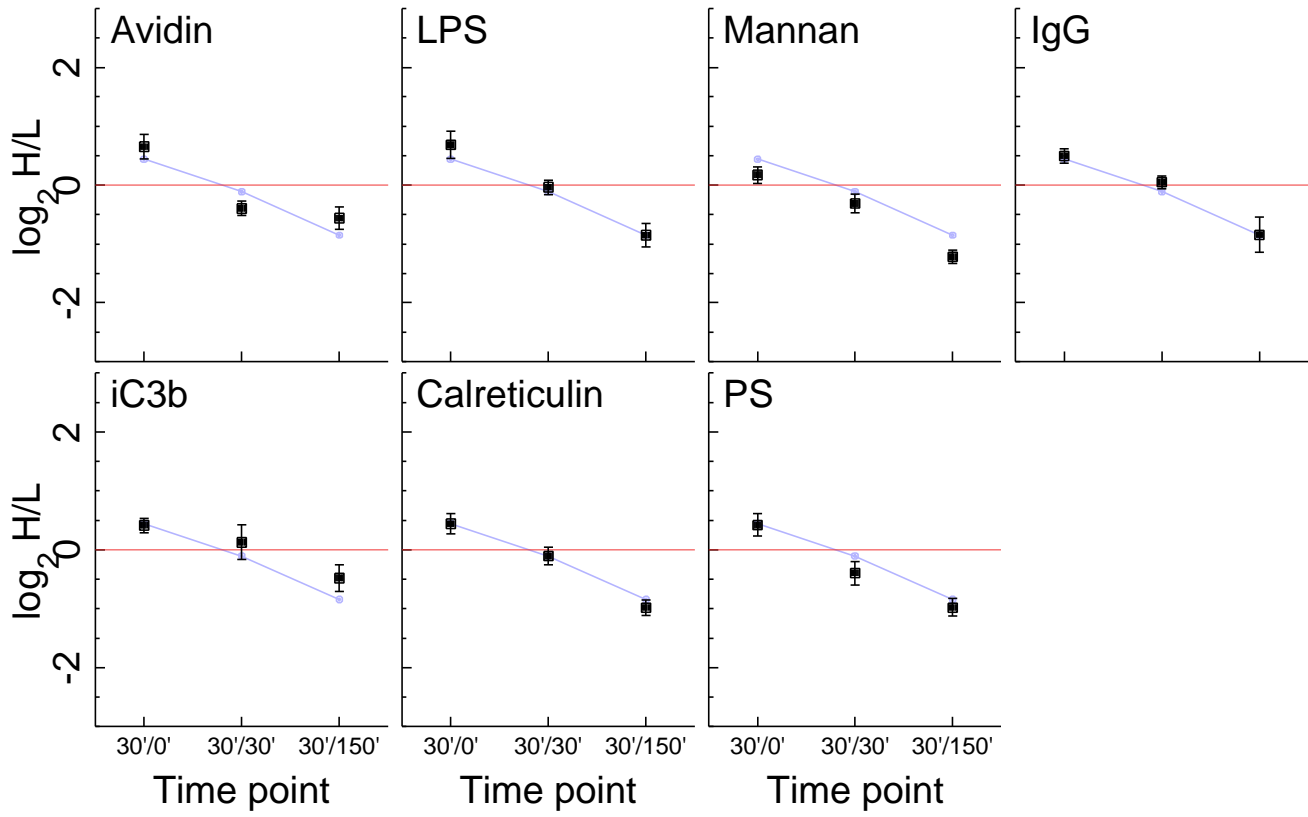 Avidin LPS Mannan IgG
2
0
-2
log2 H/L
iC3b Calreticulin PS
2
0
-2
log2 H/L
30'/0' 30'/30' 30'/150' 30'/0' 30'/30' 30'/150' 30'/0' 30'/30' 30'/150'
Time point Time point Time point